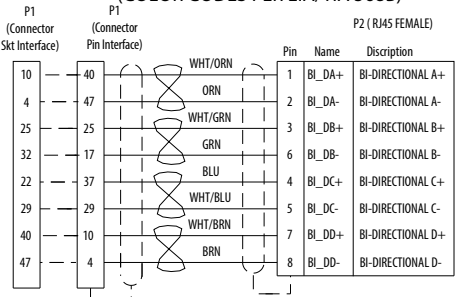 P1
(Connector
Skt Interface)
P1
(Connector
Pin Interface)
P2 ( RJ45 FEMALE)
Pin Name Discription
10 40 WHT/ORN 1 BI_DA+ BI-DIRECTIONAL A+
4 47 ORN 2 BI_DA- BI-DIRECTIONAL A-
25 25 WHT/GRN 3 BI_DB+ BI-DIRECTIONAL B+
32 17 GRN 6 BI_DB- BI-DIRECTIONAL B-
22 37 BLU 4 BI_DC+ BI-DIRECTIONAL C+
29 29 WHT/BLU 5 BI_DC- BI-DIRECTIONAL C-
40 10 WHT/BRN 7 BI_DD+ BI-DIRECTIONAL D+
47 4 BRN 8 BI_DD- BI-DIRECTIONAL D-